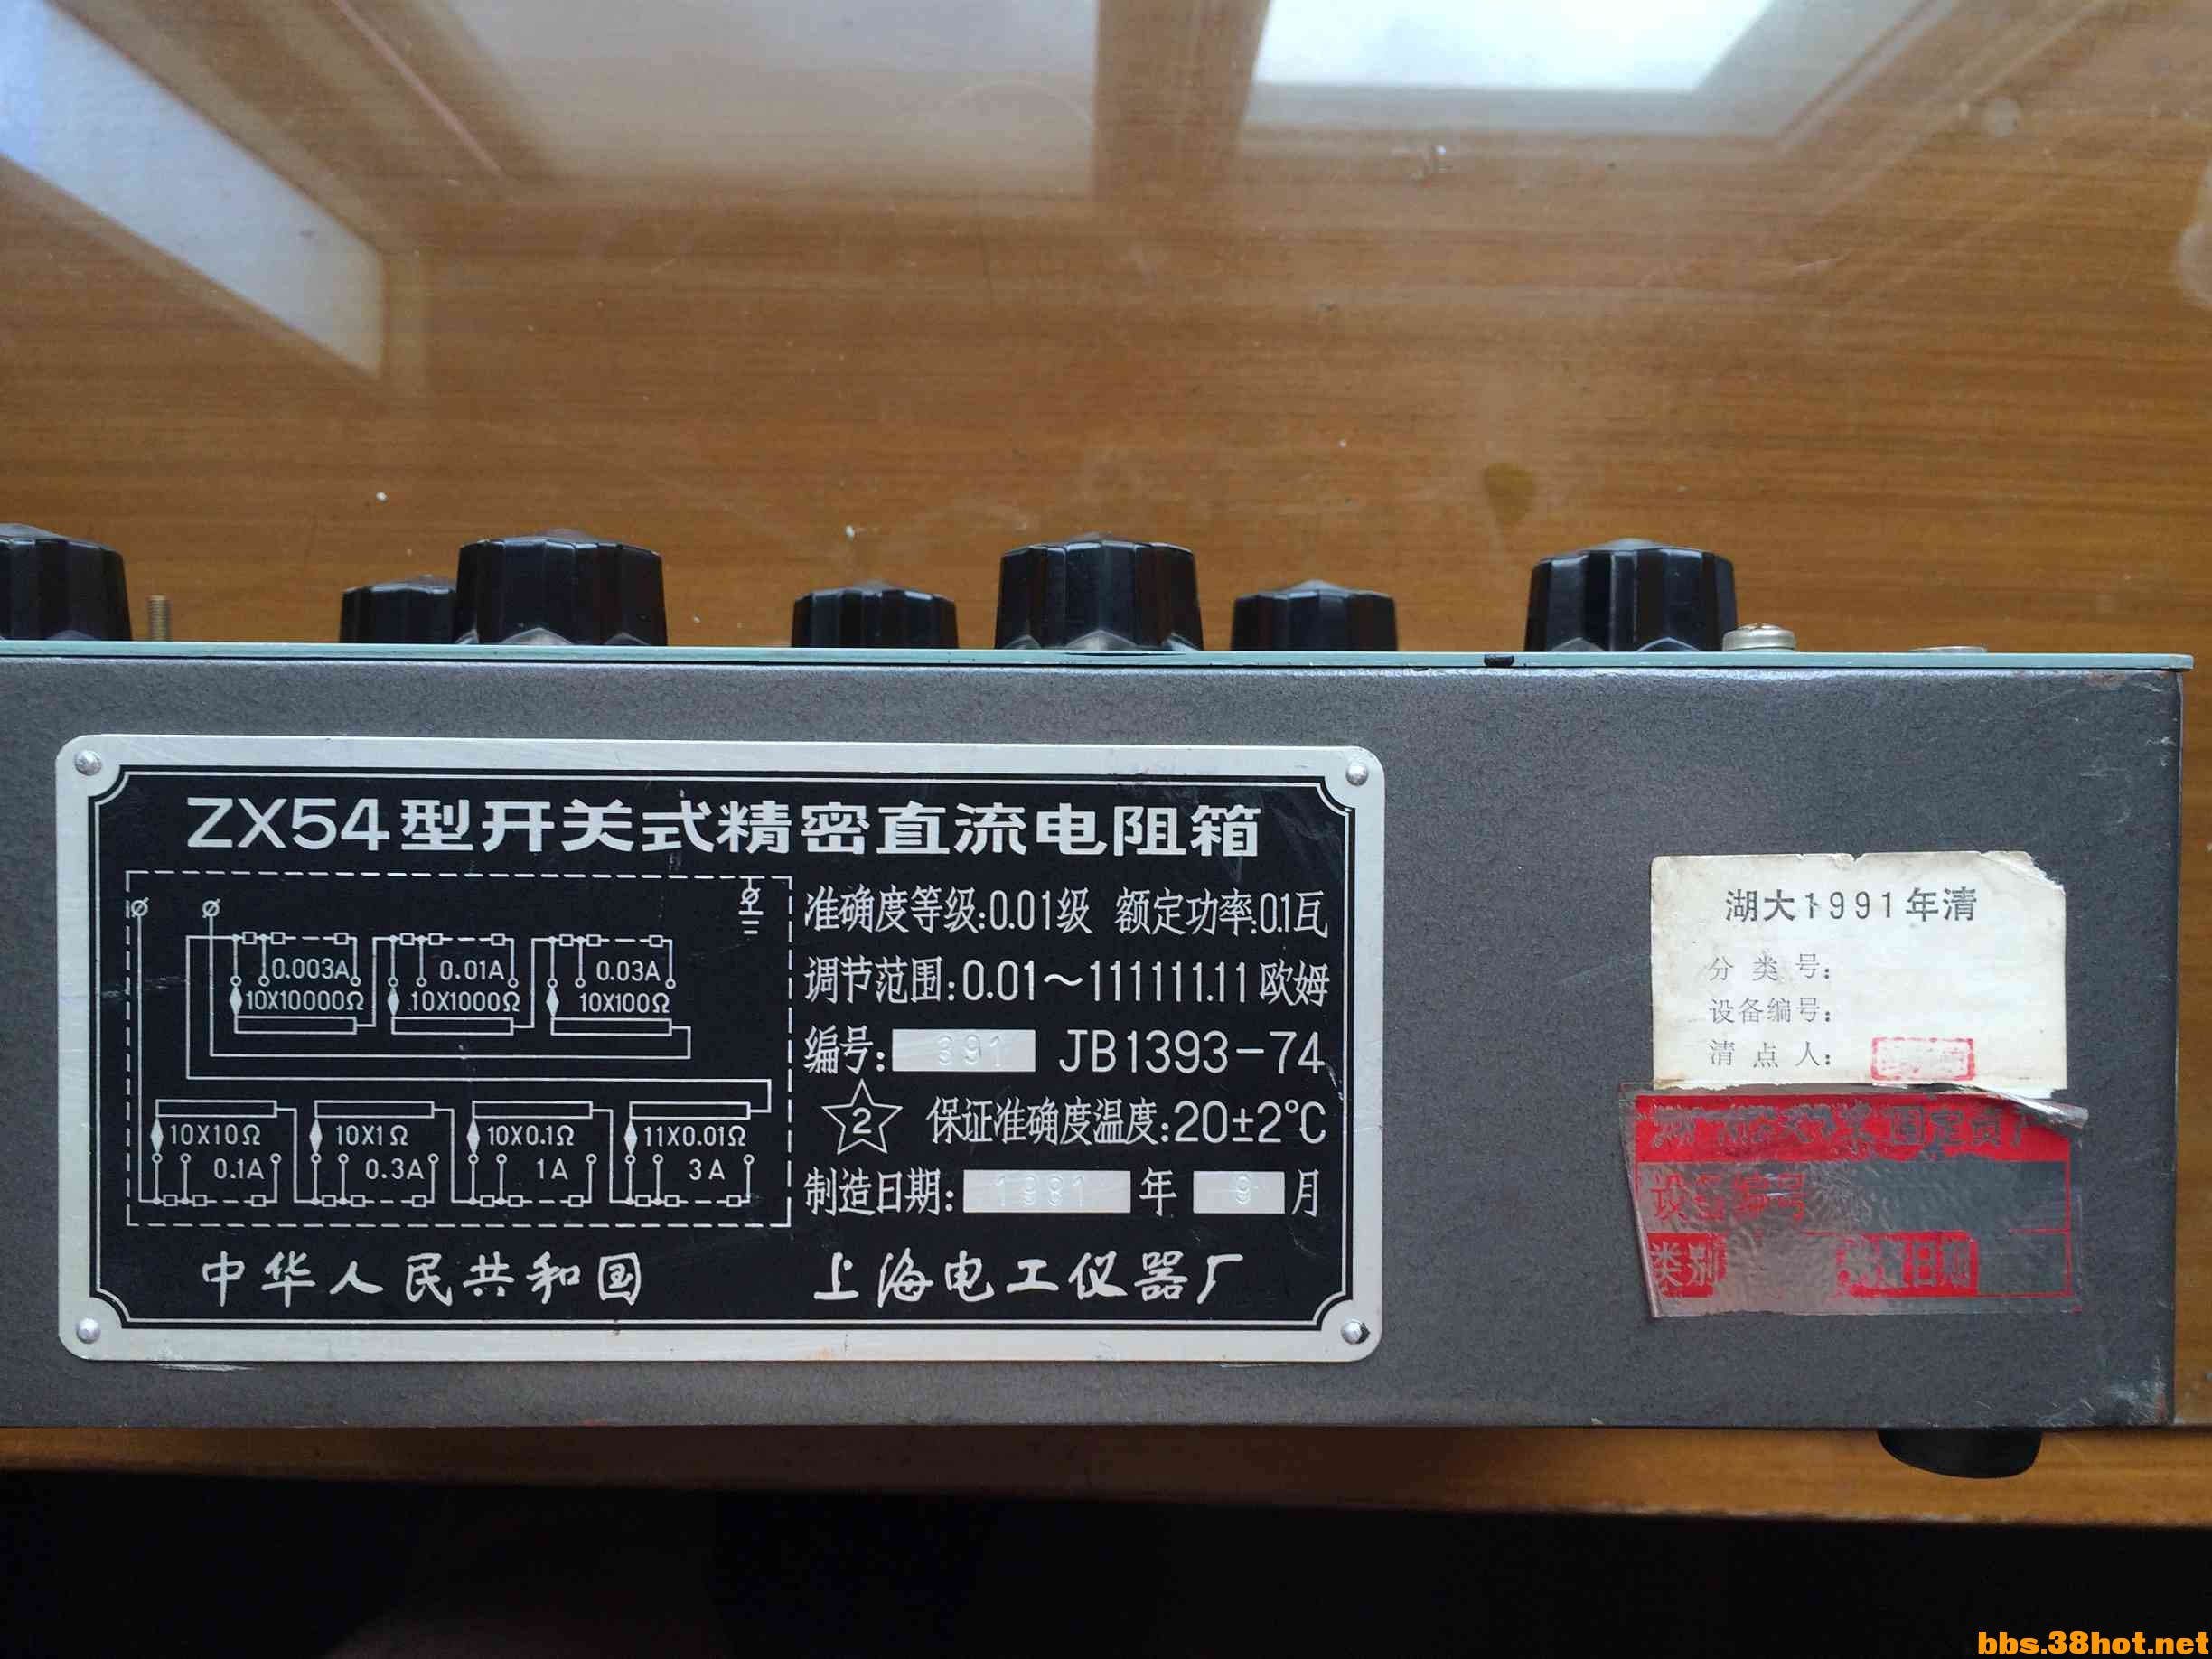 ZX54型开关式精密直流电阻箱
0.003A
0.01A
0.03A
10X10000Ω
10X1000Ω
10X100Ω
10X10Ω
10X1Ω
10X0.1Ω
11X0.01Ω
0.1A
0.3A
1A
3A
准确度等级:0.01级 额定功率:0.1瓦
调节范围:0.01~111111.11欧姆
编号: 391 JB1393-74
2 保证准确度温度:20±2℃
制造日期: 1981 年 9 月
中华人民共和国 上海电工仪器厂
湖大1991年清
分类号:
设备编号:
清点人:
固定资产
设备编号
类别 日期
bbs.38hot.net